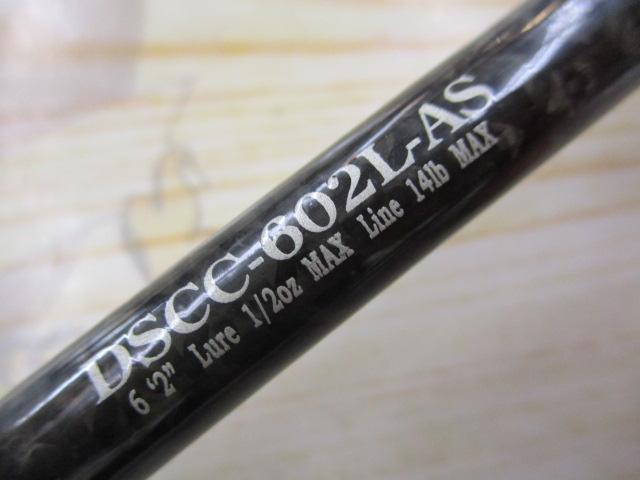 DSCC-602L-AS
6 '2" Lure 1/2oz MAX Line 14lb MAX